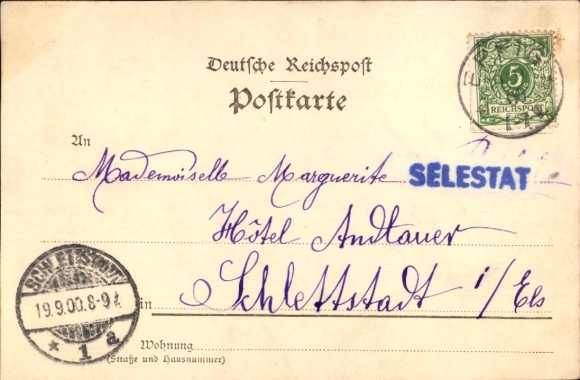 Deutsche Reichspost
Postkarte
5
REICHSPOST
An
Mademoiselle Marguerite
SELESTAT
Hôtel Andlauer
in Schlettstadt i/Els
SCHLETTSTADT
19.9.00.8-9V.
* 1 a
Wohnung
(Straße und Hausnummer)